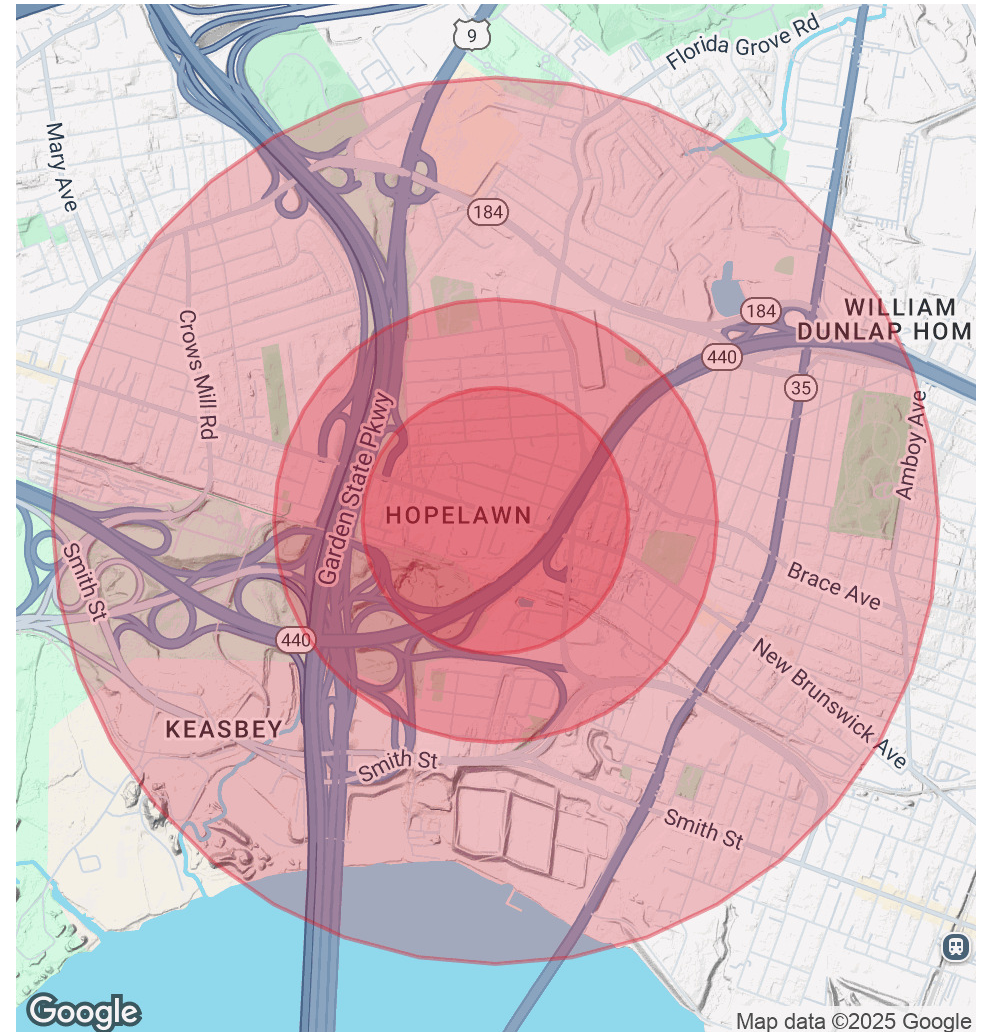 9
Florida Grove Rd
Mary Ave
184
WILLIAM
DUNLAP HOM
184
440
35
Crows Mill Rd
Garden State Pkwy
Amboy Ave
HOPELAWN
Smith St
Brace Ave
440
New Brunswick Ave
KEASBEY
Smith St
Smith St
Google
Map data ©2025 Google